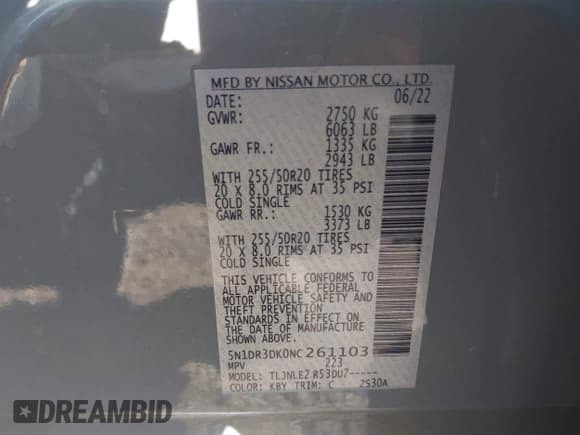 MFD BY NISSAN MOTOR CO., LTD.
DATE: 06/22
GVWR: 2750 KG
6063 LB
GAWR FR.: 1335 KG
2943 LB
WITH 255/50R20 TIRES
20 X 8.0 RIMS AT 35 PSI
COLD SINGLE
GAWR RR.: 1530 KG
3373 LB
WITH 255/50R20 TIRES
20 X 8.0 RIMS AT 35 PSI
COLD SINGLE
THIS VEHICLE CONFORMS TO
ALL APPLICABLE FEDERAL
MOTOR VEHICLE SAFETY AND
THEFT PREVENTION
STANDARDS IN EFFECT ON
THE DATE OF MANUFACTURE
SHOWN ABOVE.
5N1DR3DK0NC261103
MPV 223
MODEL: TLJNLE2 R53DU7-----
COLOR: KBY TRIM: C ZS30A
DREAMBID
dreambid.com